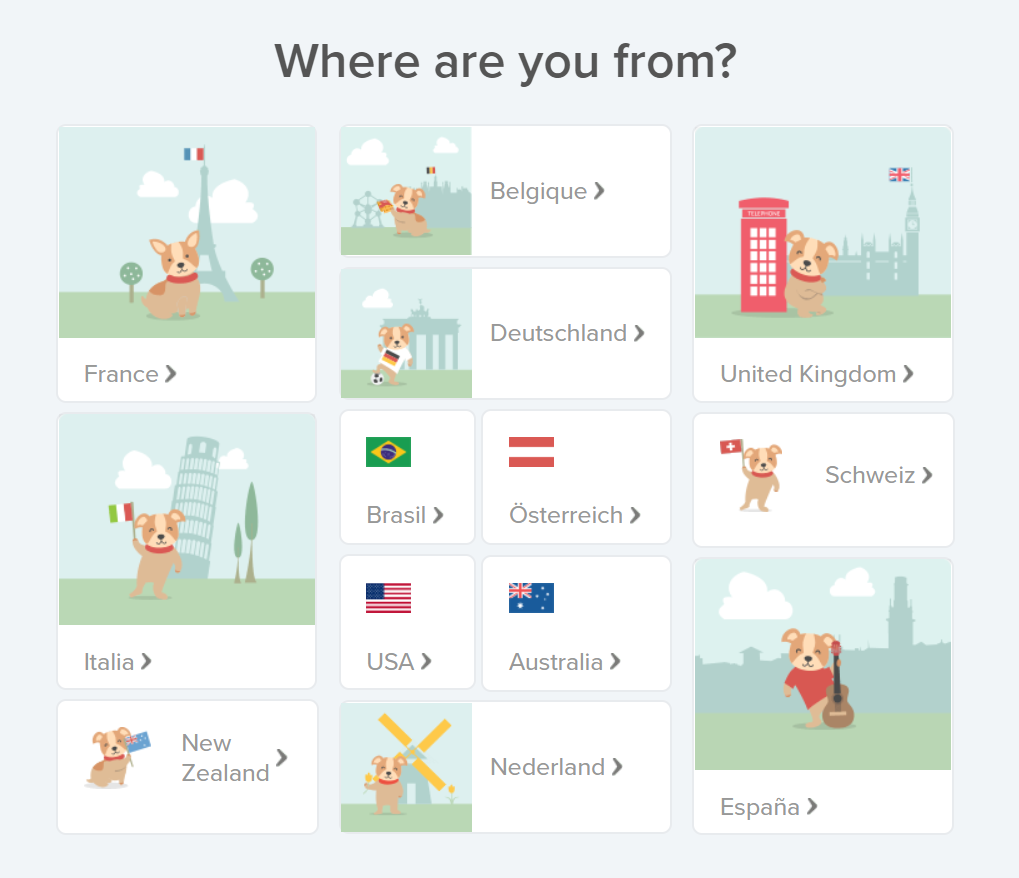 Where are you from?
France
Italia
New
Zealand
Belgique
Deutschland
Brasil
Österreich
USA
Australia
Nederland
TELEPHONE
United Kingdom
Schweiz
España